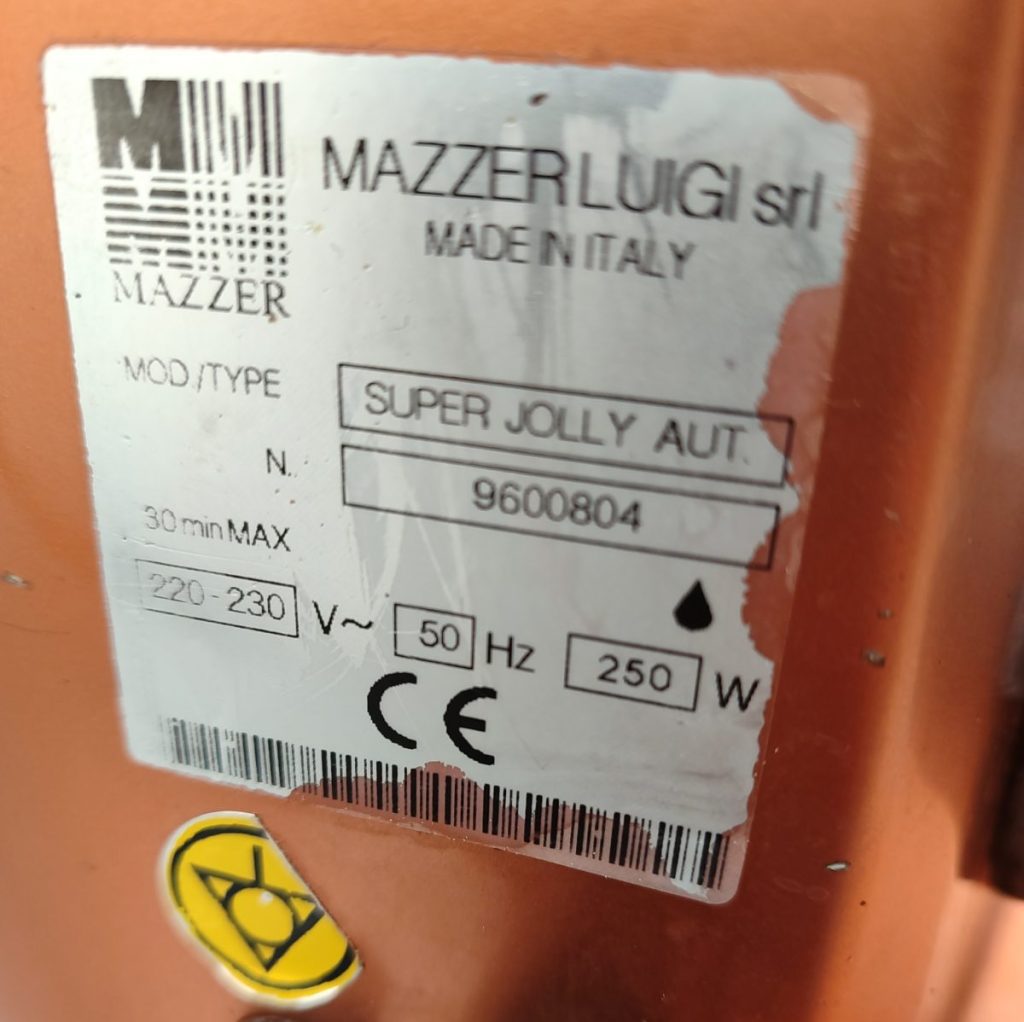 MAZZER
MAZZER LUIGI srl
MADE IN ITALY
MOD/TYPE SUPER JOLLY AUT.
N. 9600804
30 min MAX
220-230 V~ 50 Hz 250 W
CE